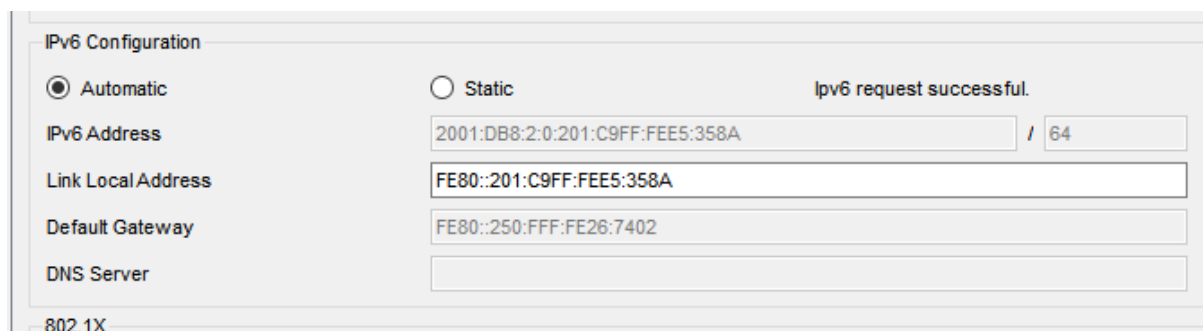 IPv6 Configuration
Automatic Static Ipv6 request successful.
IPv6 Address 2001:DB8:2:0:201:C9FF:FEE5:358A / 64
Link Local Address FE80::201:C9FF:FEE5:358A
Default Gateway FE80::250:FFF:FE26:7402
DNS Server
802.1X